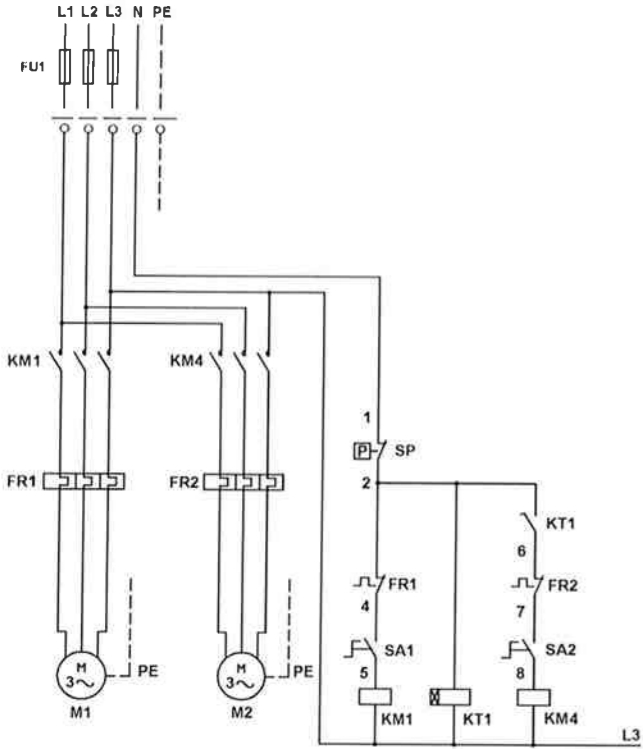 L1 L2 L3 N PE
FU1
KM1
KM4
1
P
SP
2
FR1
FR2
KT1
6
FR1
FR2
4
7
SA1
SA2
PE
PE
M
3~
M
3~
5
8
M1
M2
KM1
KT1
KM4
L3